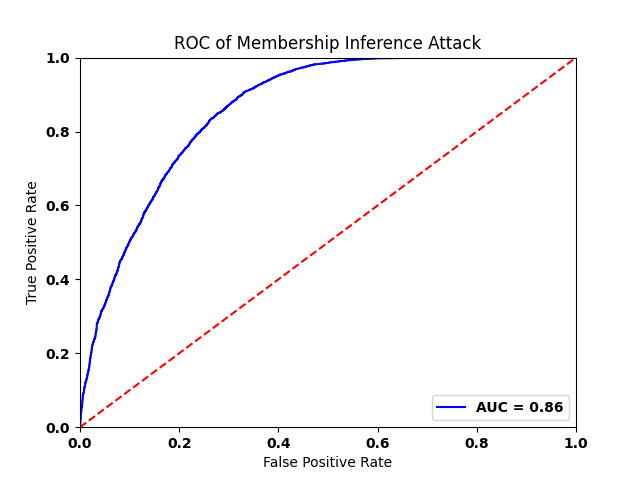 ROC of Membership Inference Attack
True Positive Rate
1.0
0.8
0.6
0.4
0.2
0.0
0.0 0.2 0.4 0.6 0.8 1.0
False Positive Rate
AUC = 0.86